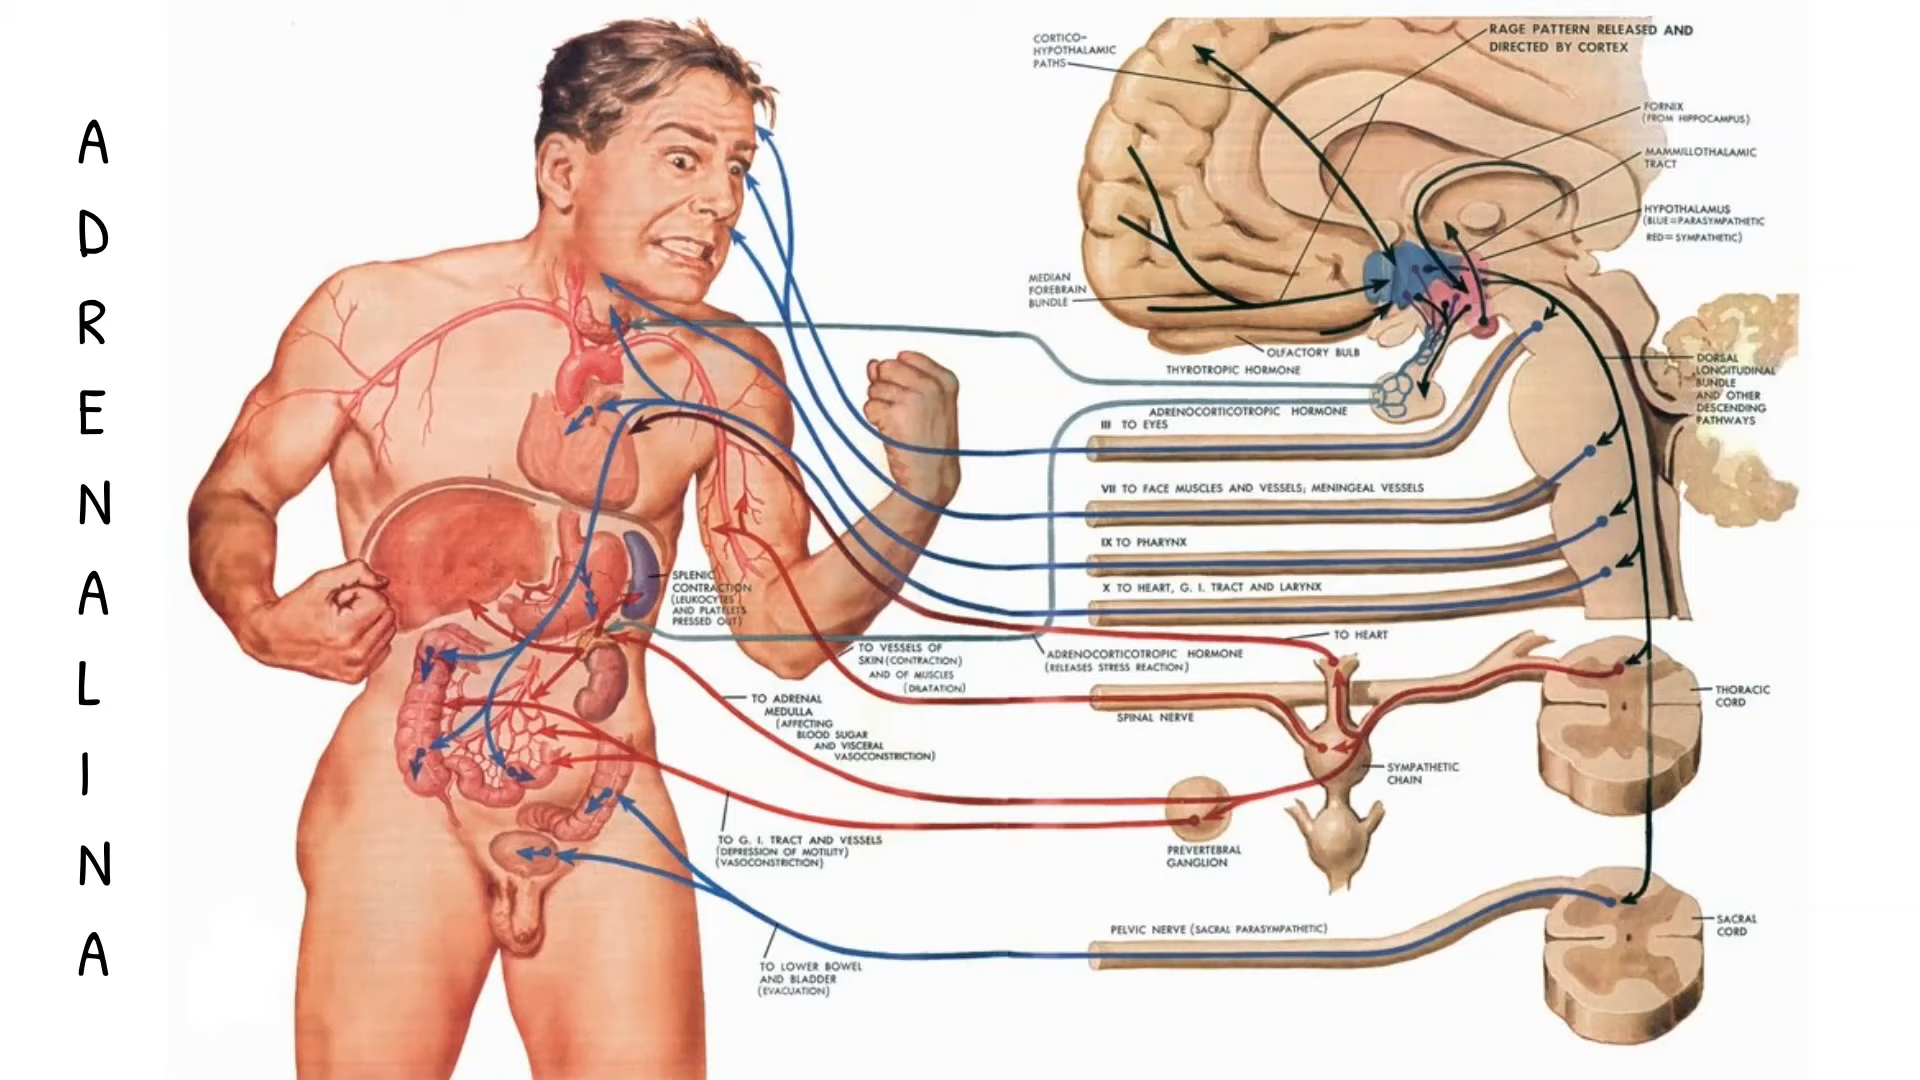 ADRENALINA
CORTICO-
HYPOTHALAMIC
PATHS
RAGE PATTERN RELEASED AND
DIRECTED BY CORTEX
FORNIX
(FROM HIPPOCAMPUS)
MAMMILLOTHALAMIC
TRACT
HYPOTHALAMUS
(BLUE=PARASYMPATHETIC
RED=SYMPATHETIC)
MEDIAN
FOREBRAIN
BUNDLE
OLFACTORY BULB
THYROTROPIC HORMONE
ADRENOCORTICOTROPIC HORMONE
DORSAL
LONGITUDINAL
BUNDLE
AND OTHER
DESCENDING
PATHWAYS
III TO EYES
VII TO FACE MUSCLES AND VESSELS; MENINGEAL VESSELS
IX TO PHARYNX
X TO HEART, G. I. TRACT AND LARYNX
SPLENIC
CONTRACTION
(LEUKOCYTES
AND PLATELETS
PRESSED OUT)
TO HEART
TO VESSELS OF
SKIN (CONTRACTION)
AND OF MUSCLES
(DILATATION)
ADRENOCORTICOTROPIC HORMONE
(RELEASES STRESS REACTION)
TO ADRENAL
MEDULLA
(AFFECTING
BLOOD SUGAR
AND VISCERAL
VASOCONSTRICTION)
SPINAL NERVE
THORACIC
CORD
SYMPATHETIC
CHAIN
TO G. I. TRACT AND VESSELS
(DEPRESSION OF MOTILITY)
(VASOCONSTRICTION)
PREVERTEBRAL
GANGLION
PELVIC NERVE (SACRAL PARASYMPATHETIC)
SACRAL
CORD
TO LOWER BOWEL
AND BLADDER
(EVACUATION)